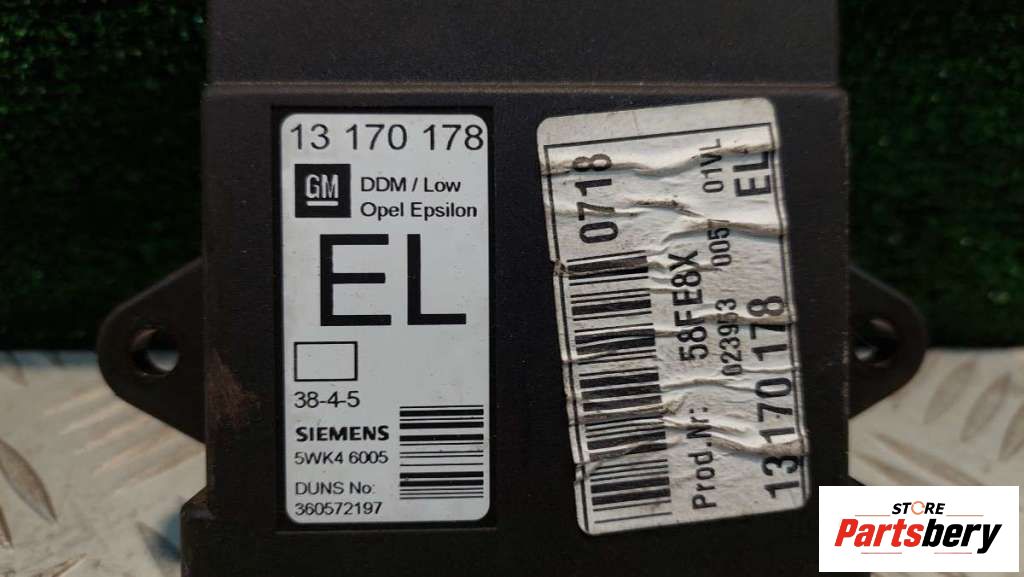 13 170 178
GM
DDM / Low
Opel Epsilon
EL
38-4-5
SIEMENS
5WK4 6005
DUNS No:
360572197
0718
Prod.Nr: 58FE8X
023953 0057 01VL
13 170 178 EL
STORE
Partsbery